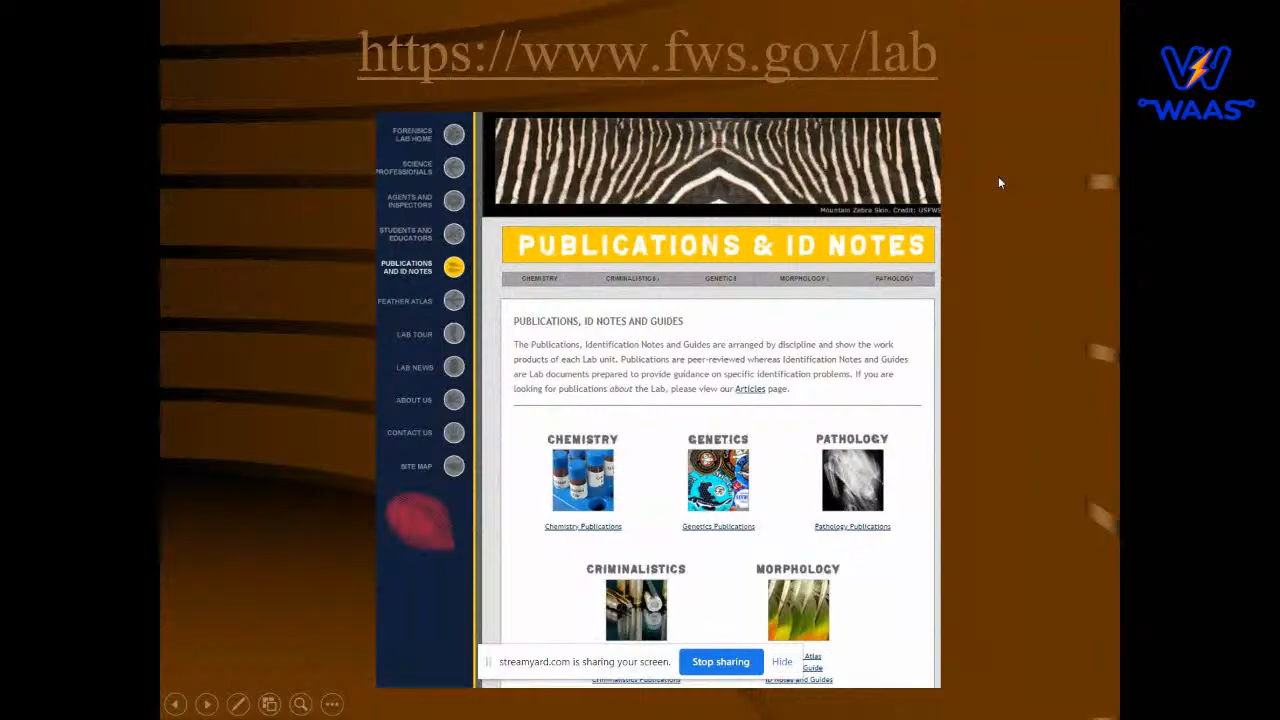 https://www.fws.gov/lab
WAAS
FORENSICS
LAB HOME
SCIENCE
PROFESSIONALS
AGENTS AND
INSPECTORS
STUDENTS AND
EDUCATORS
PUBLICATIONS
AND ID NOTES
FEATHER ATLAS
LAB TOUR
LAB NEWS
ABOUT US
CONTACT US
SITE MAP
Mountain Zebra Skin. Credit: USFWS
PUBLICATIONS & ID NOTES
CHEMISTRY CRIMINALISTICS GENETICS MORPHOLOGY PATHOLOGY
PUBLICATIONS, ID NOTES AND GUIDES
The Publications, Identification Notes and Guides are arranged by discipline and show the work
products of each Lab unit. Publications are peer-reviewed whereas Identification Notes and Guides
are Lab documents prepared to provide guidance on specific identification problems. If you are
looking for publications about the Lab, please view our Articles page.
CHEMISTRY GENETICS PATHOLOGY
Chemistry Publications Genetics Publications Pathology Publications
CRIMINALISTICS MORPHOLOGY
Atlas
Guide
Criminalistics Publications ID Notes and Guides
streamyard.com is sharing your screen. Stop sharing Hide